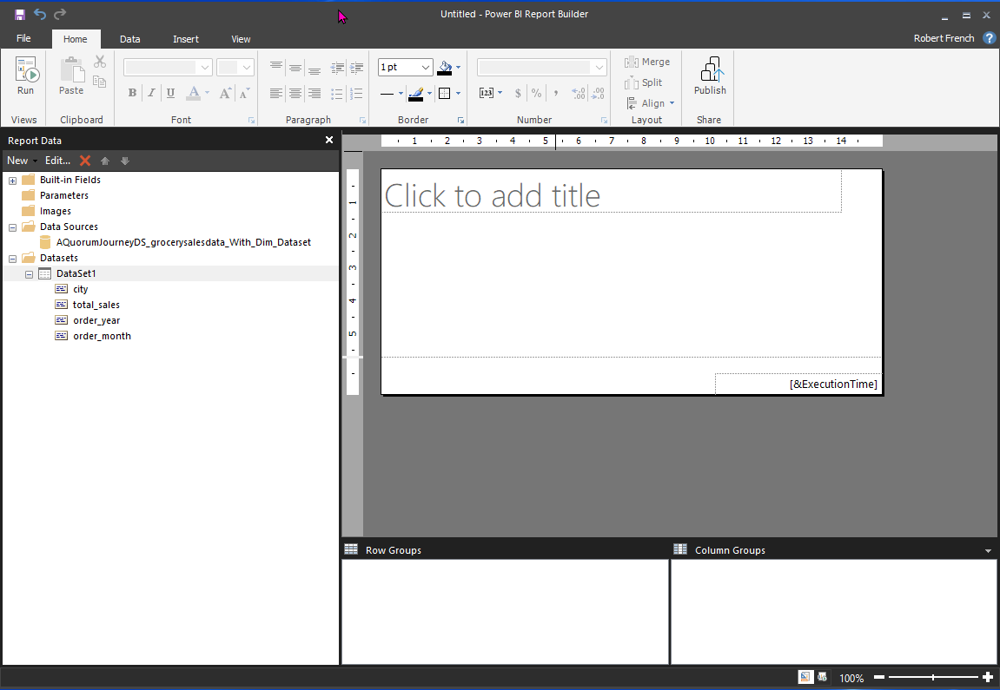 Untitled - Power BI Report Builder
File Home Data Insert View Robert French ?
1 pt
Merge
Split
Align
Run Paste Publish
B I U A A A [123] $ % , .00 .00
Views Clipboard Font Paragraph Border Number Layout Share
Report Data
New Edit...
Built-in Fields
Parameters
Images
Data Sources
AQuorumJourneyDS_grocerysalesdata_With_Dim_Dataset
Datasets
DataSet1
city
total_sales
order_year
order_month
1 2 3 4 5 6 7 8 9 10 11 12 13 14
1
2
3
4
5
Click to add title
[&ExecutionTime]
Row Groups Column Groups
100%